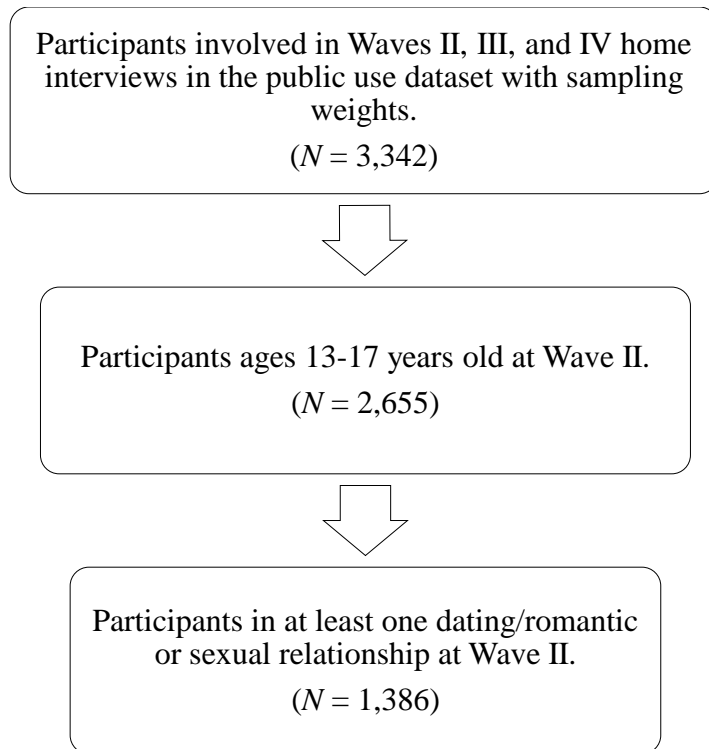 Participants involved in Waves II, III, and IV home
interviews in the public use dataset with sampling
weights.
(N = 3,342)
Participants ages 13-17 years old at Wave II.
(N = 2,655)
Participants in at least one dating/romantic
or sexual relationship at Wave II.
(N = 1,386)